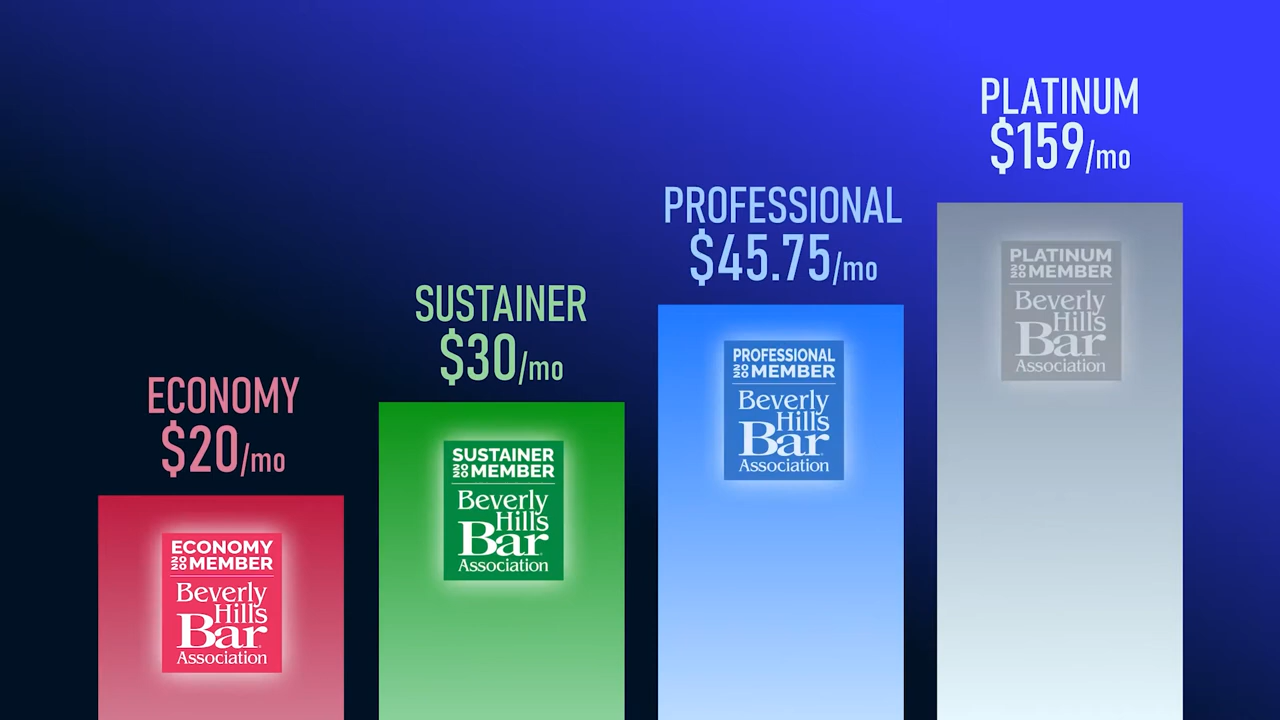 PLATINUM
$159/mo
PROFESSIONAL
$45.75/mo
SUSTAINER
$30/mo
ECONOMY
$20/mo
ECONOMY
2020 MEMBER
Beverly
Hills
Bar
Association
SUSTAINER
2020 MEMBER
Beverly
Hills
Bar
Association
PROFESSIONAL
2020 MEMBER
Beverly
Hills
Bar
Association
PLATINUM
2020 MEMBER
Beverly
Hills
Bar
Association